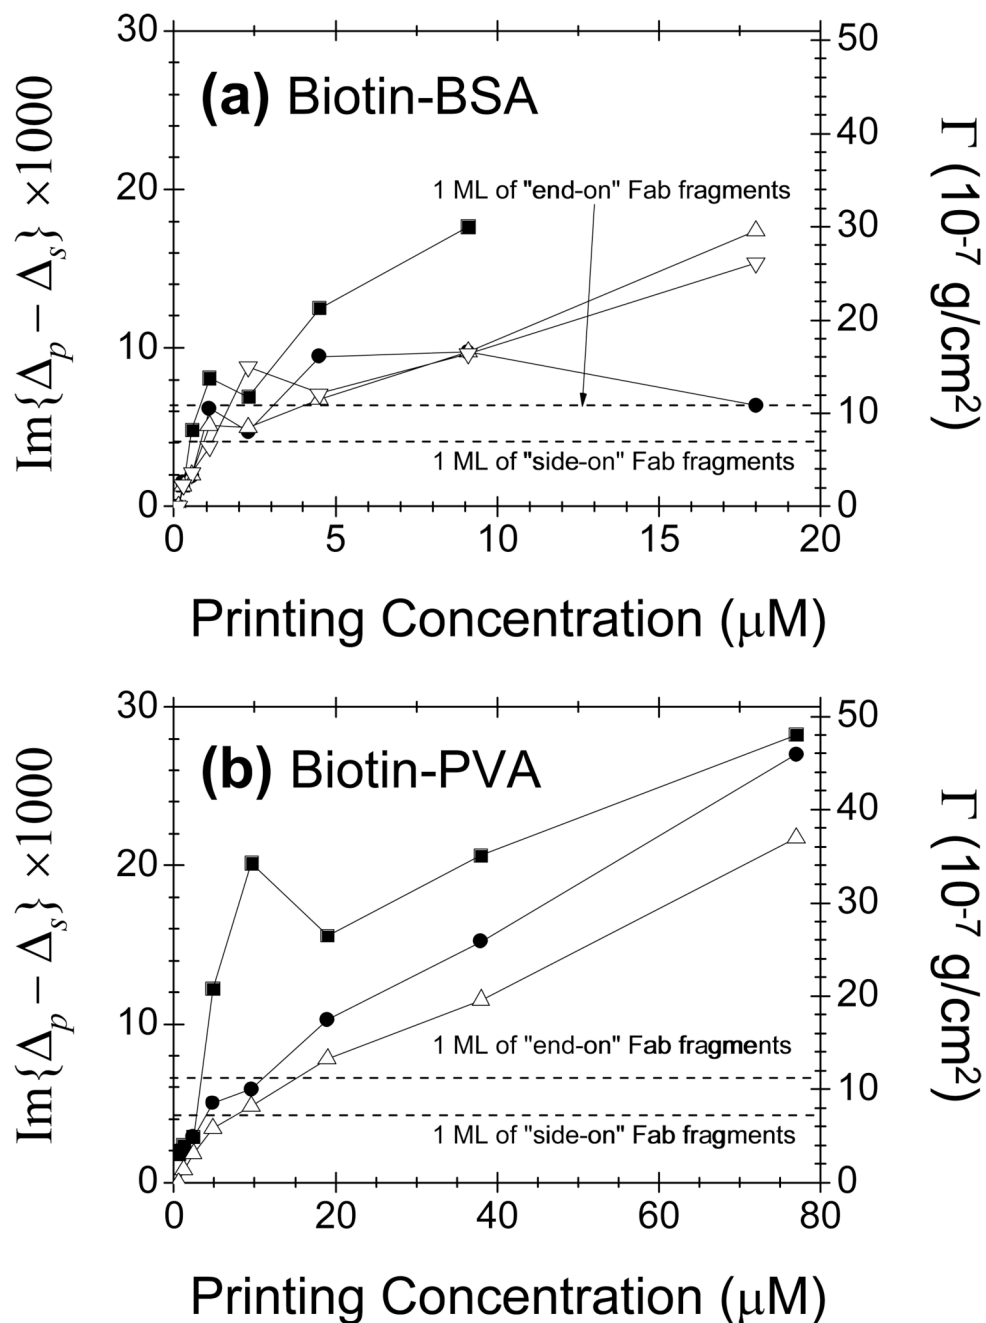 (a) Biotin-BSA
Im{Δp − Δs} ×1000
30
20
10
0
50
40
30
20
10
0
Γ (10-7 g/cm2)
1 ML of "end-on" Fab fragments
1 ML of "side-on" Fab fragments
0 5 10 15 20
Printing Concentration (μM)
(b) Biotin-PVA
Im{Δp − Δs} ×1000
30
20
10
0
50
40
30
20
10
0
Γ (10-7 g/cm2)
1 ML of "end-on" Fab fragments
1 ML of "side-on" Fab fragments
0 20 40 60 80
Printing Concentration (μM)